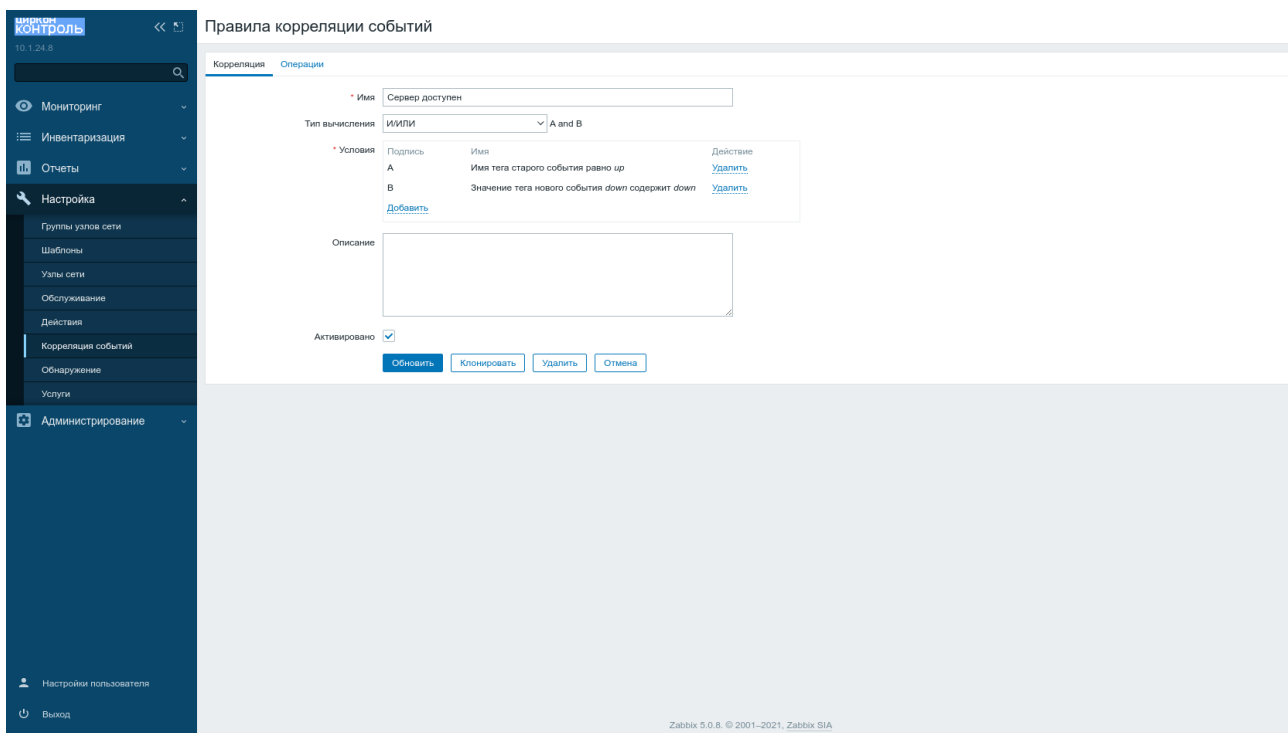 циркон
контроль
10.1.24.8
Мониторинг
Инвентаризация
Отчеты
Настройка
Группы узлов сети
Шаблоны
Узлы сети
Обслуживание
Действия
Корреляция событий
Обнаружение
Услуги
Администрирование
Настройки пользователя
Выход
Правила корреляции событий
Корреляция Операции
* Имя Сервер доступен
Тип вычисления И/ИЛИ A and B
* Условия Подпись Имя Действие
A Имя тега старого события равно up Удалить
B Значение тега нового события down содержит down Удалить
Добавить
Описание
Активировано
Обновить Клонировать Удалить Отмена
Zabbix 5.0.8. © 2001–2021, Zabbix SIA